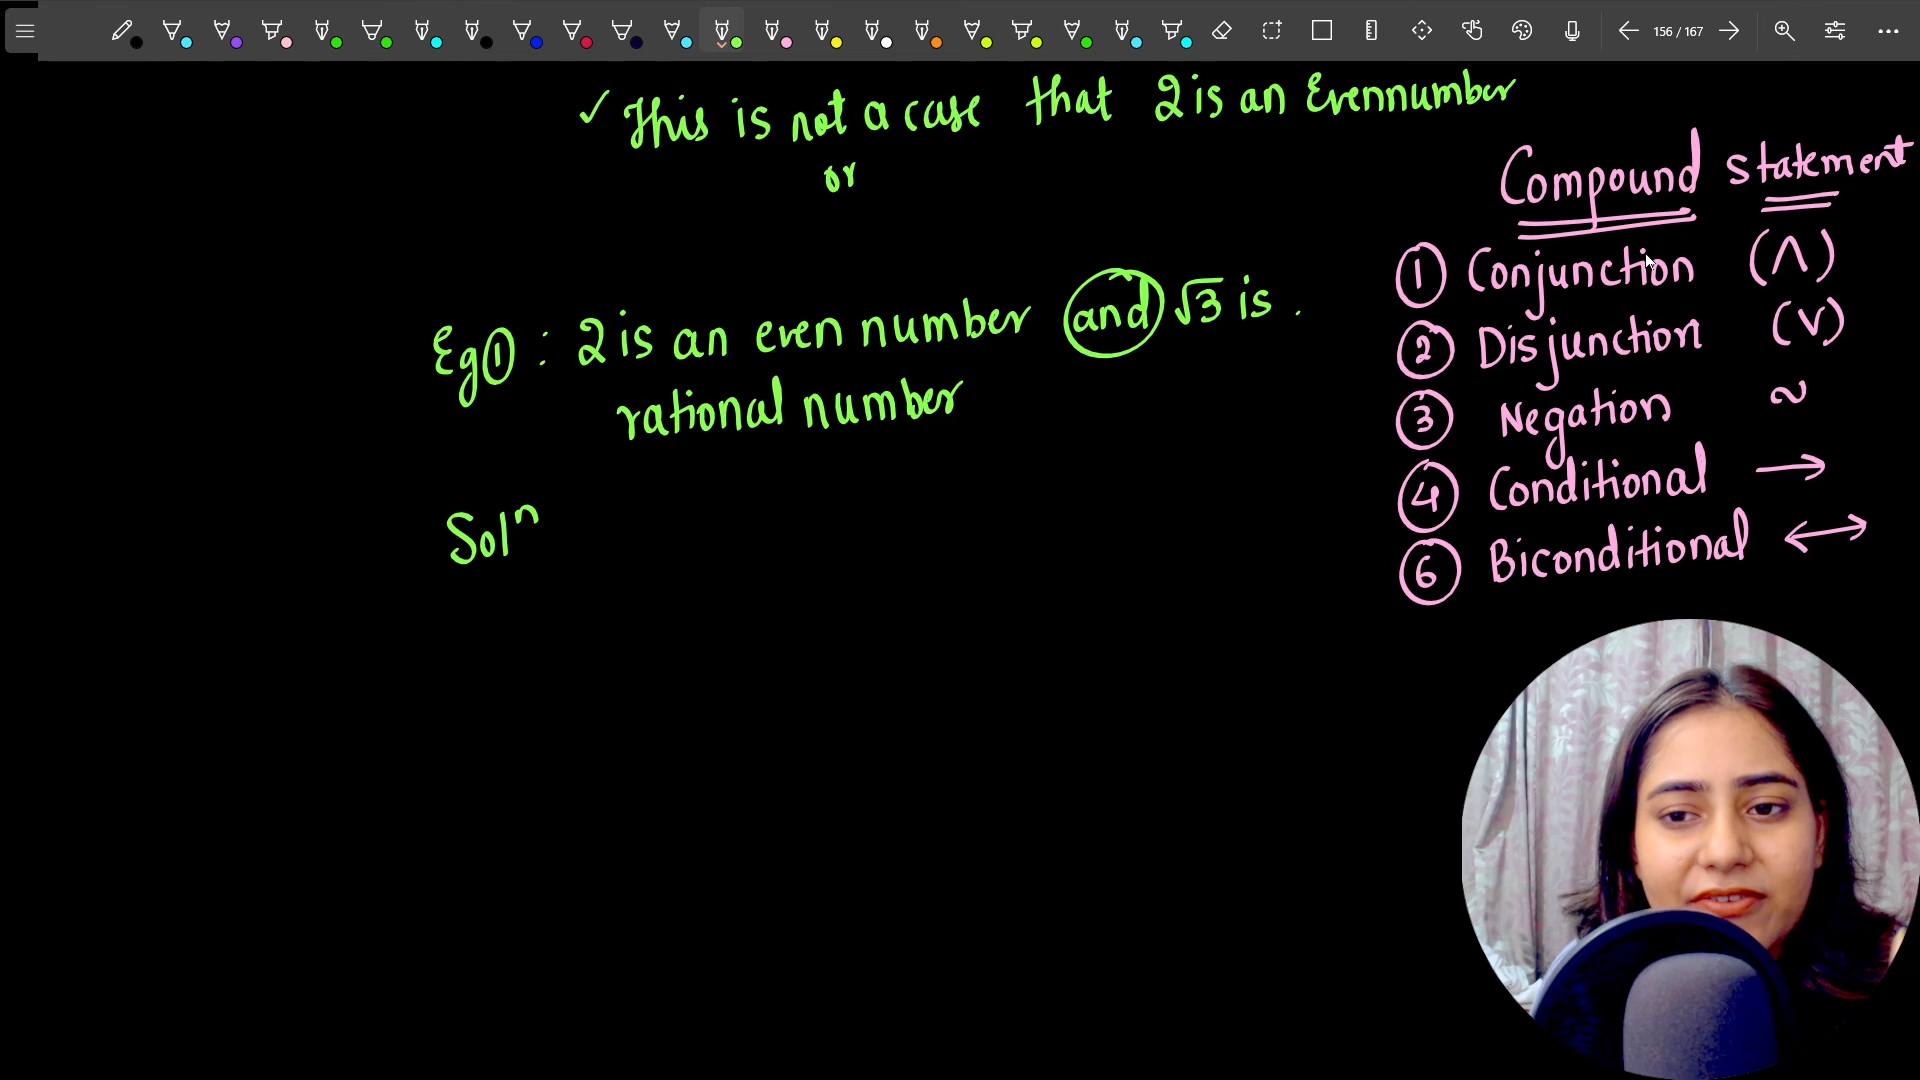 156 / 167
✓ This is not a case that 2 is an Evennumber
or
Compound statement
① Conjunction (∧)
② Disjunction (∨)
③ Negation ~
④ Conditional →
⑥ Biconditional ↔
Eg① : 2 is an even number and √3 is .
rational number
Solⁿ